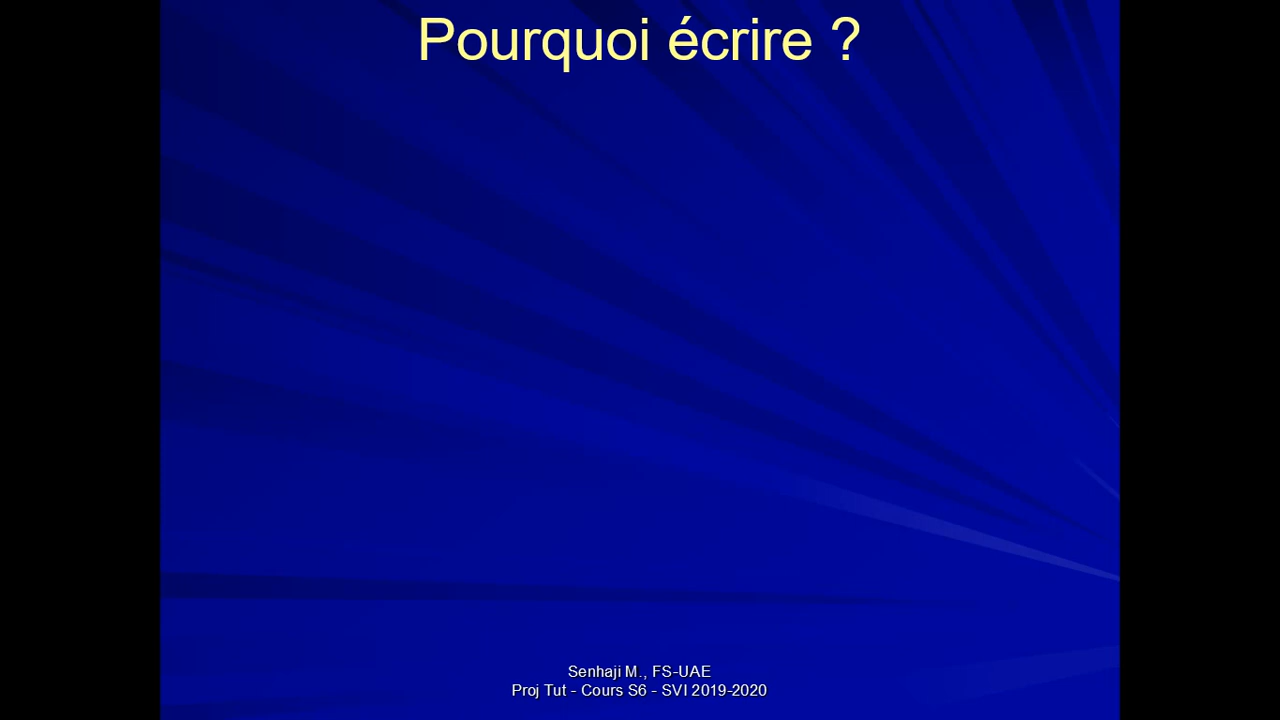 Pourquoi écrire ?
Senhaji M., FS-UAE
Proj Tut - Cours S6 - SVI 2019-2020